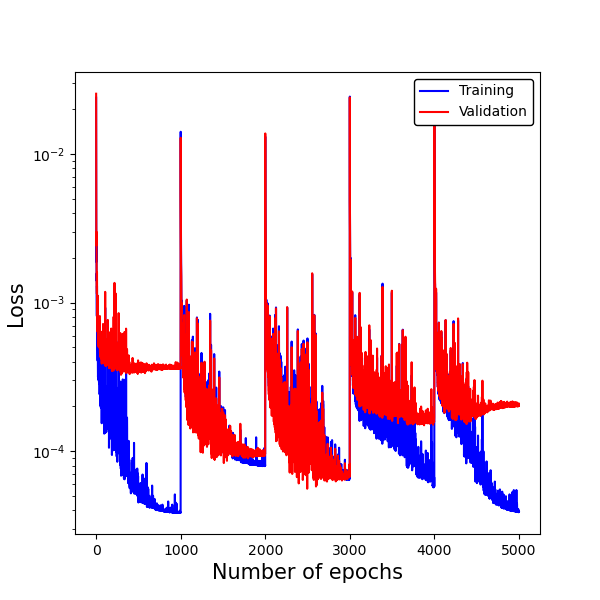 Training
Validation
Loss
10⁻²
10⁻³
10⁻⁴
0 1000 2000 3000 4000 5000
Number of epochs